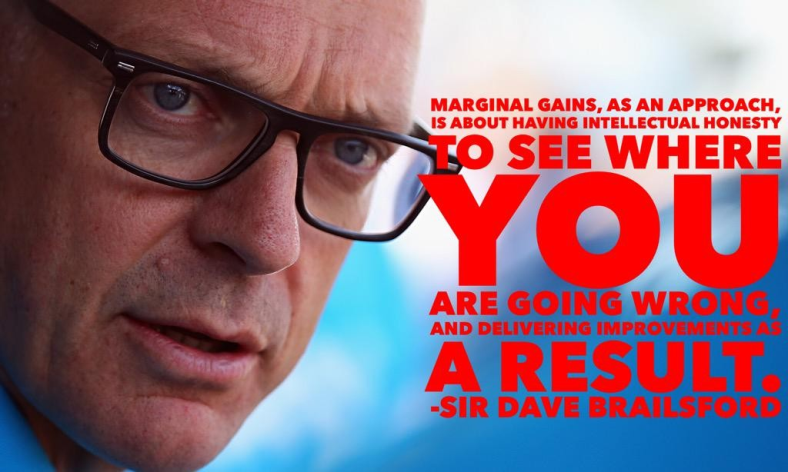 MARGINAL GAINS, AS AN APPROACH,
IS ABOUT HAVING INTELLECTUAL HONESTY
TO SEE WHERE
YOU
ARE GOING WRONG,
AND DELIVERING IMPROVEMENTS AS
A RESULT.
-SIR DAVE BRAILSFORD